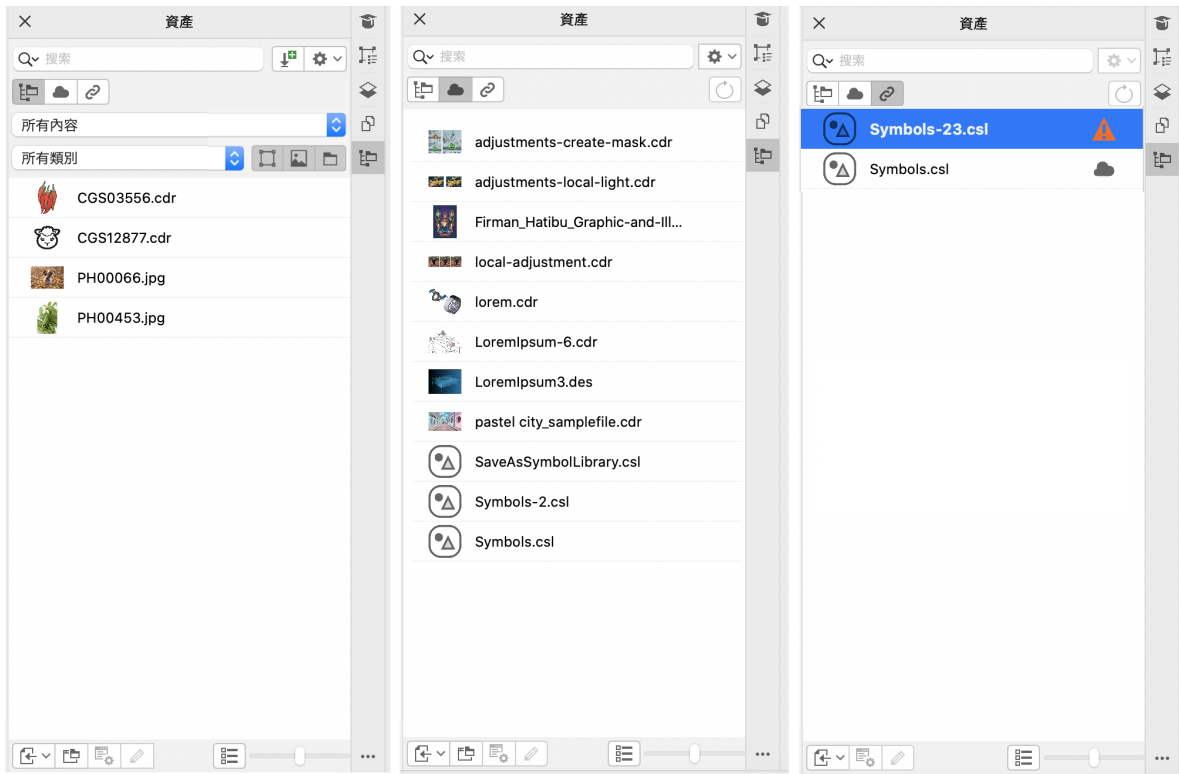 資產
搜索
所有內容
所有類別
CGS03556.cdr
CGS12877.cdr
PH00066.jpg
PH00453.jpg
資產
搜索
adjustments-create-mask.cdr
adjustments-local-light.cdr
Firman_Hatibu_Graphic-and-Ill...
local-adjustment.cdr
lorem.cdr
LoremIpsum-6.cdr
LoremIpsum3.des
pastel city_samplefile.cdr
SaveAsSymbolLibrary.csl
Symbols-2.csl
Symbols.csl
資產
搜索
Symbols-23.csl
Symbols.csl